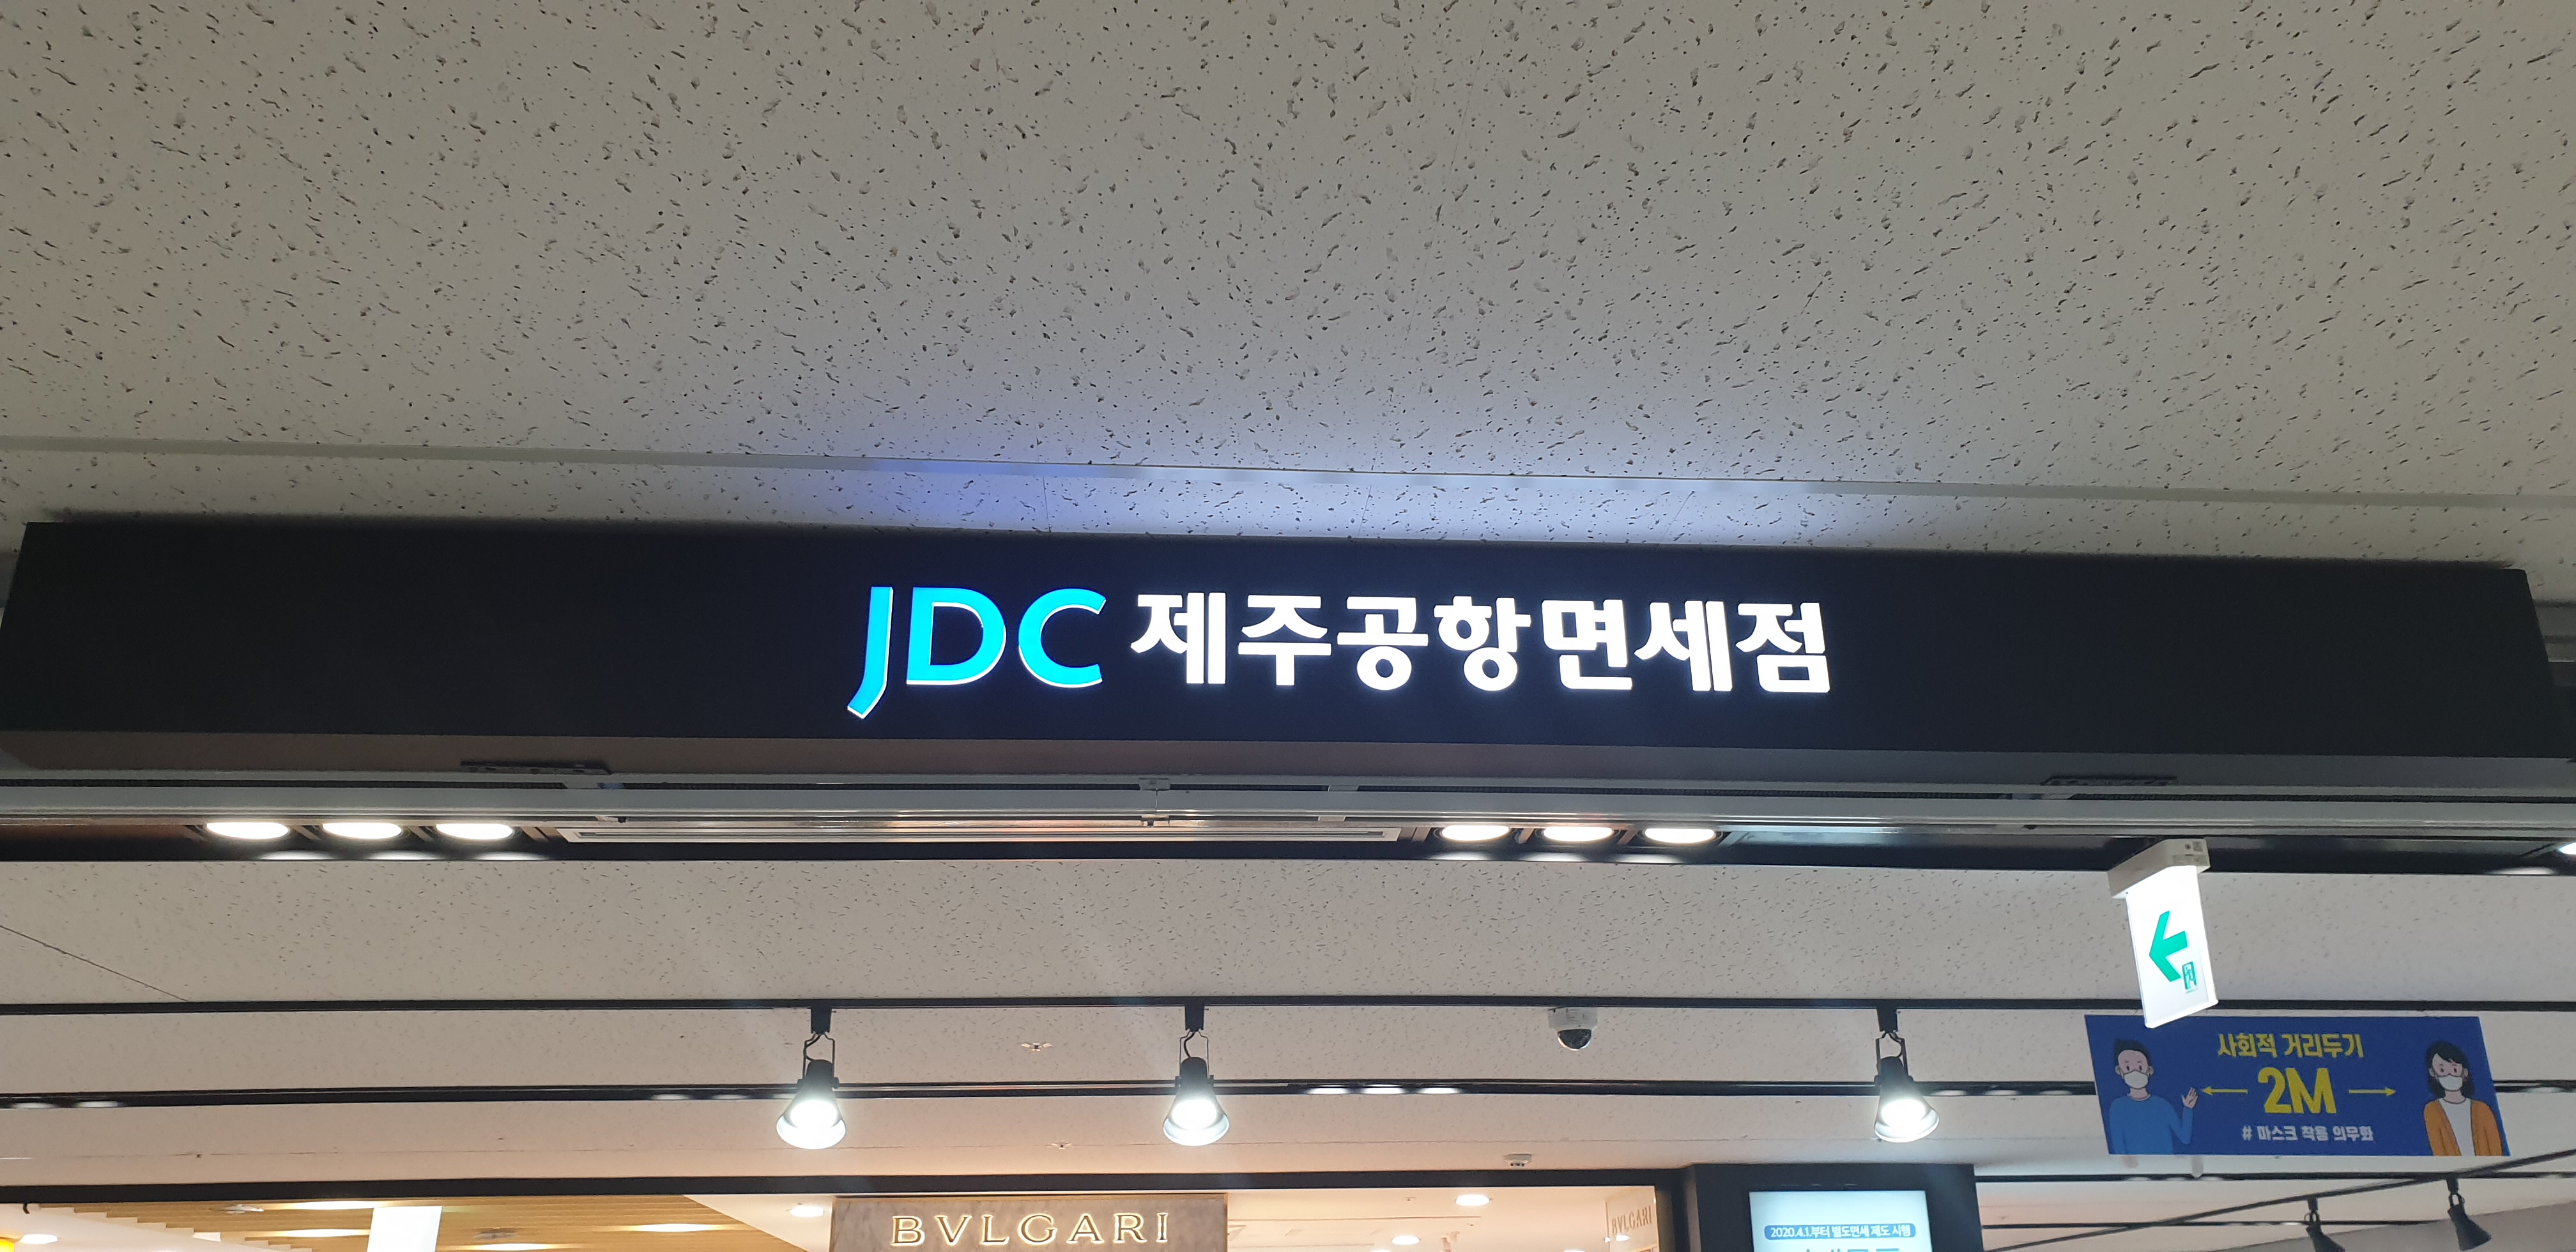 JDC 제주공항면세점
사회적 거리두기
2M
# 마스크 착용 의무화
BVLGARI
BVLGARI
2020.4.1.부터 별도면세 제도 시행